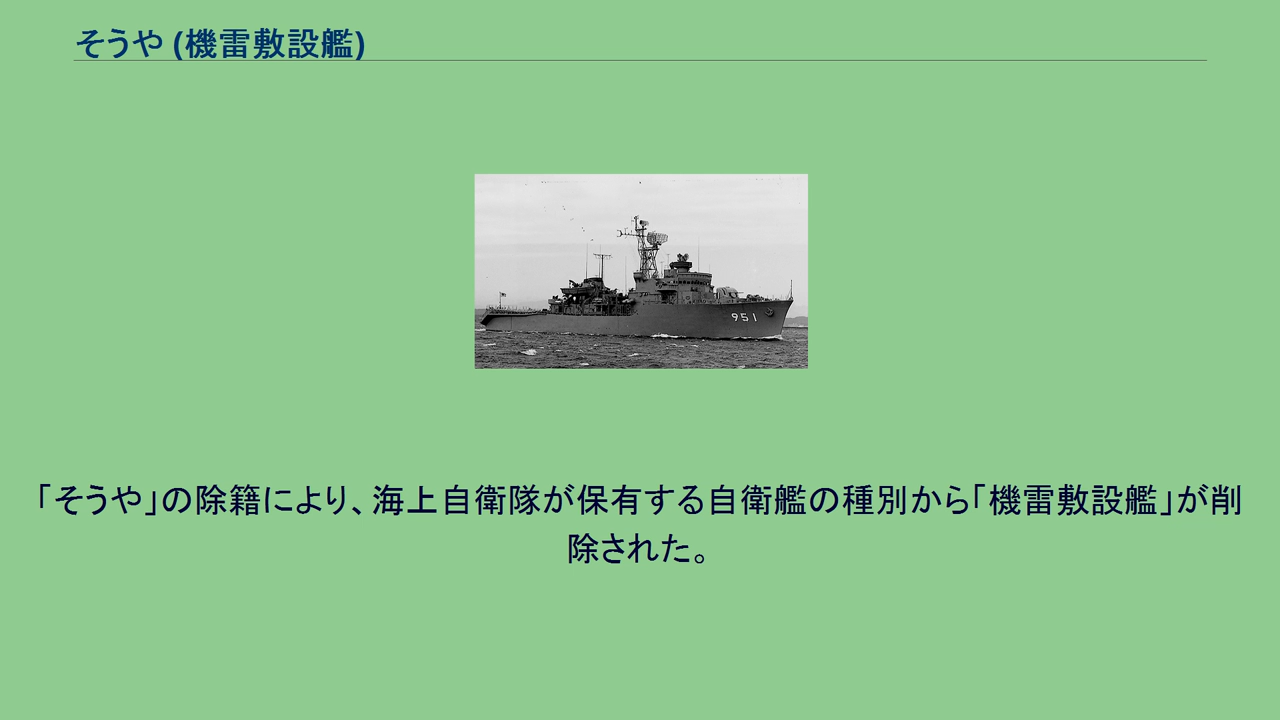 そうや (機雷敷設艦)
951
「そうや」の除籍により、海上自衛隊が保有する自衛艦の種別から「機雷敷設艦」が削
除された。